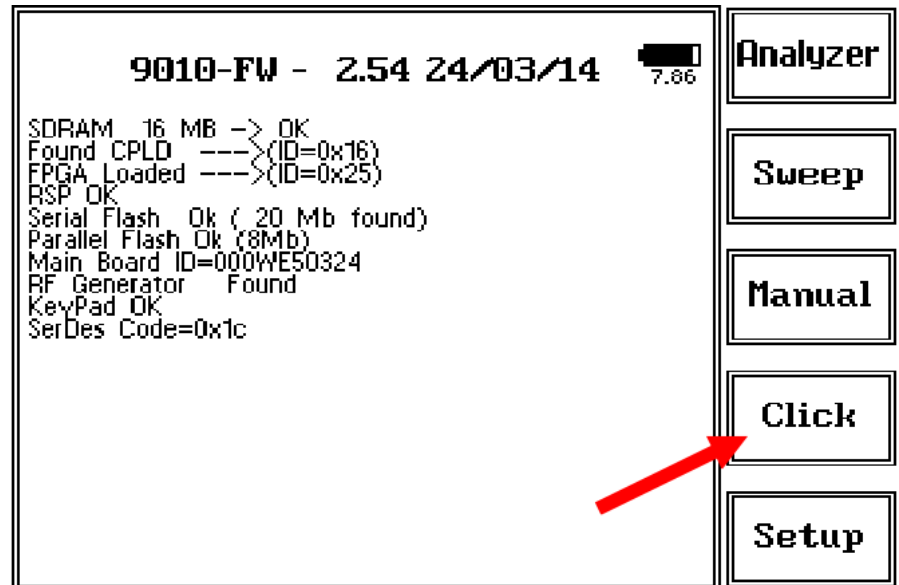 9010-FW - 2.54 24/03/14
7.86
SDRAM 16 MB -> OK
Found CPLD --->(ID=0x16)
FPGA Loaded --->(ID=0x25)
RSP OK
Serial Flash Ok ( 20 Mb found)
Parallel Flash Ok (8Mb)
Main Board ID=000WE50324
RF Generator Found
KeyPad OK
SerDes Code=0x1c
Analyzer
Sweep
Manual
Click
Setup